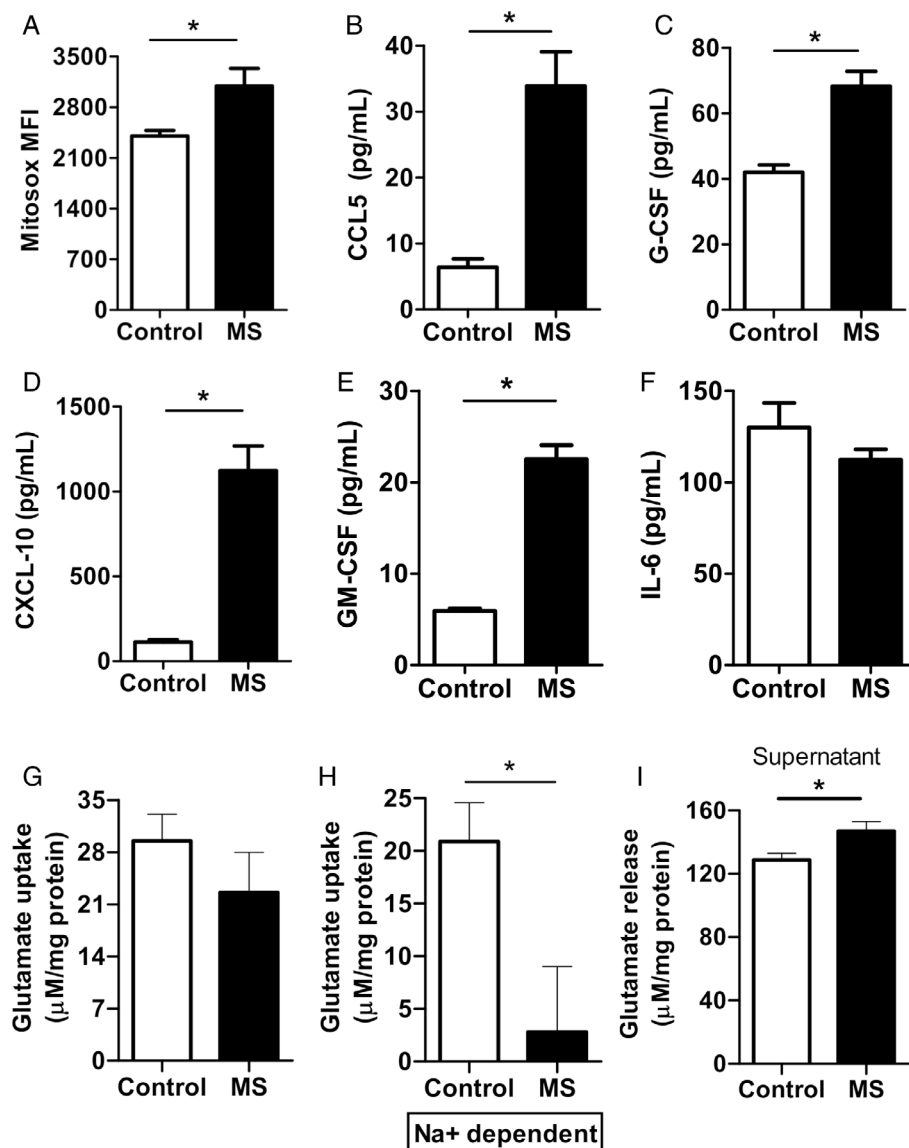 A
*
Mitosox MFI
3500
2800
2100
1400
700
0
Control MS
B
*
CCL5 (pg/mL)
40
30
20
10
0
Control MS
C
*
G-CSF (pg/mL)
80
60
40
20
0
Control MS
D
*
CXCL-10 (pg/mL)
1500
1000
500
0
Control MS
E
*
GM-CSF (pg/mL)
30
20
10
0
Control MS
F
IL-6 (pg/mL)
150
100
50
0
Control MS
G
Glutamate uptake
(µM/mg protein)
35
28
21
14
7
0
Control MS
H
*
Glutamate uptake
(µM/mg protein)
25
20
15
10
5
0
Control MS
Na+ dependent
I
Supernatant
*
Glutamate release
(µM/mg protein)
160
120
80
40
0
Control MS